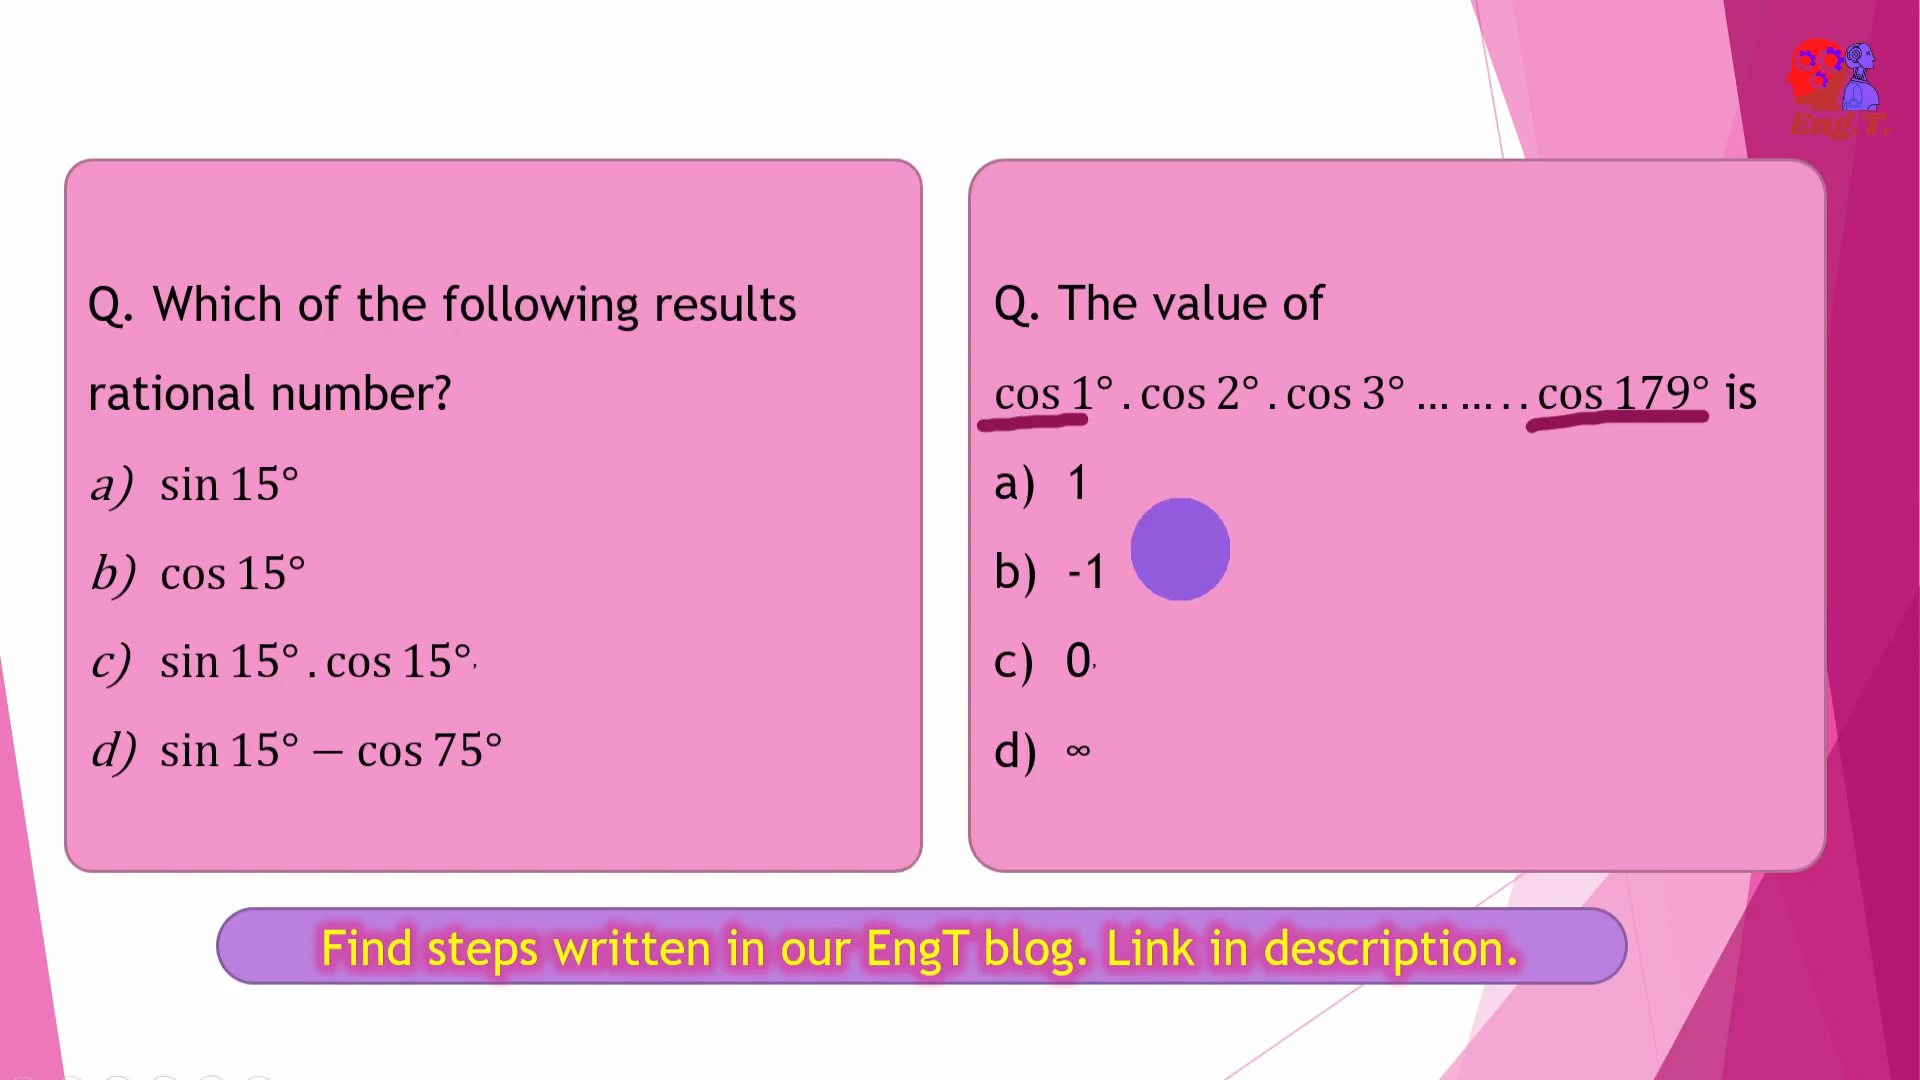 Eng.T.
Q. Which of the following results
rational number?
a) sin 15°
b) cos 15°
c) sin 15° . cos 15°,
d) sin 15° − cos 75°
Q. The value of
cos 1° . cos 2° . cos 3° ... ... . . cos 179° is
a) 1
b) -1
c) 0,
d) ∞
Find steps written in our EngT blog. Link in description.